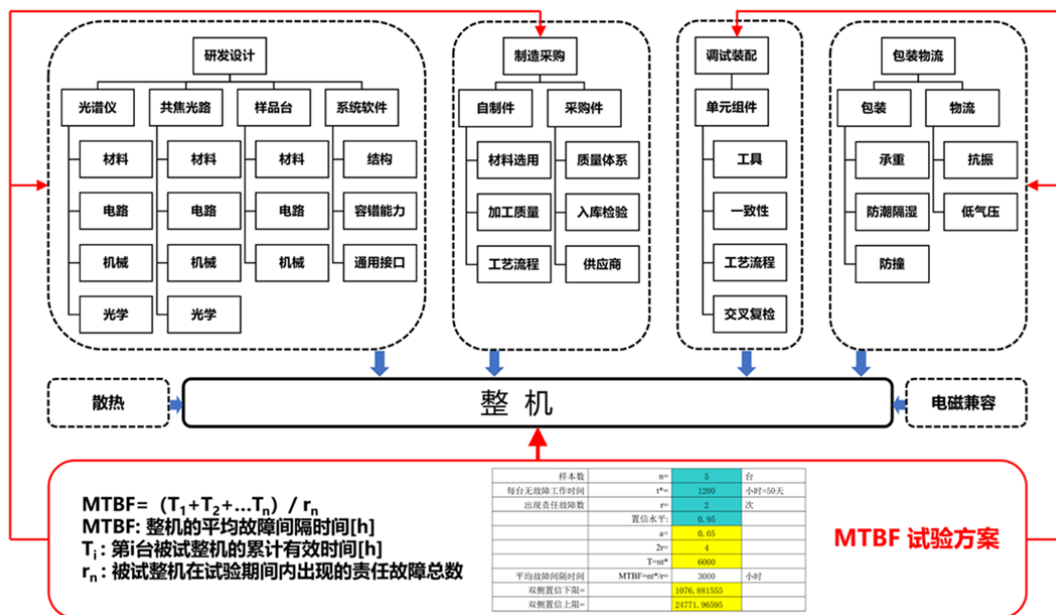 研发设计
光谱仪
共焦光路
样品台
系统软件
材料
材料
材料
结构
电路
电路
电路
容错能力
机械
机械
机械
通用接口
光学
光学
制造采购
自制件
采购件
材料选用
质量体系
加工质量
入库检验
工艺流程
供应商
调试装配
单元组件
工具
一致性
工艺流程
交叉复检
包装物流
包装
物流
承重
抗振
防潮隔湿
低气压
防撞
散热
整 机
电磁兼容
MTBF=（T₁+T₂+...Tₙ）/ rₙ
MTBF: 整机的平均故障间隔时间[h]
Tᵢ : 第i台被试整机的累计有效时间[h]
rₙ : 被试整机在试验期间内出现的责任故障总数
样本数 n= 5 台
每台无故障工作时间 t*= 1200 小时=50天
出现责任故障数 r= 2 次
置信水平: 0.95
a= 0.05
2r= 4
T=nt* 6000
平均故障间隔时间 MTBF=nt*/r= 3000 小时
双侧置信下限= 1076.881555
双侧置信上限= 24771.96595
MTBF 试验方案